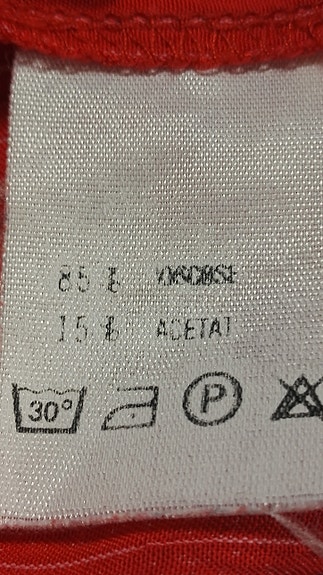 85% VISCOSE
15% ACETAT
30° P